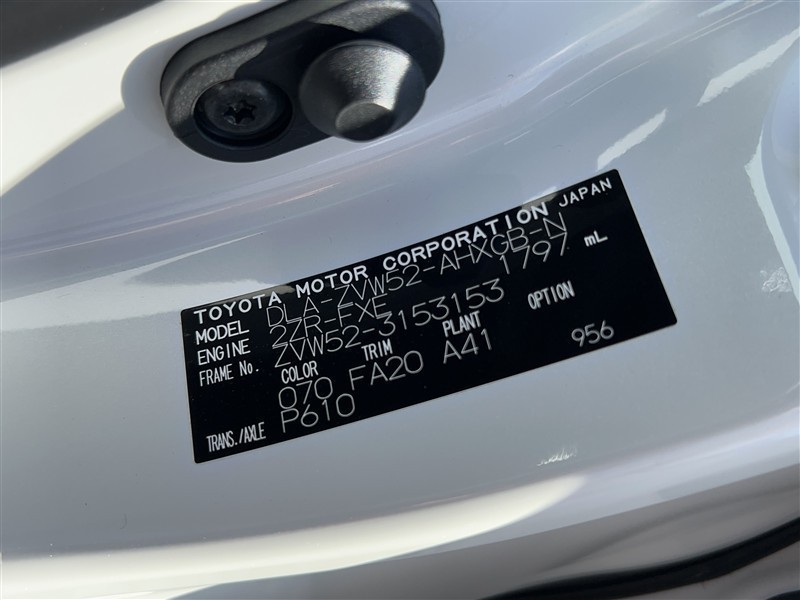 TOYOTA MOTOR CORPORATION JAPAN
MODEL DLA-ZVW52-AHXGB-N
ENGINE 2ZR-FXE 1797 mL
FRAME No. ZVW52-3153153
COLOR TRIM PLANT OPTION
070 FA20 A41
TRANS./AXLE P610 956